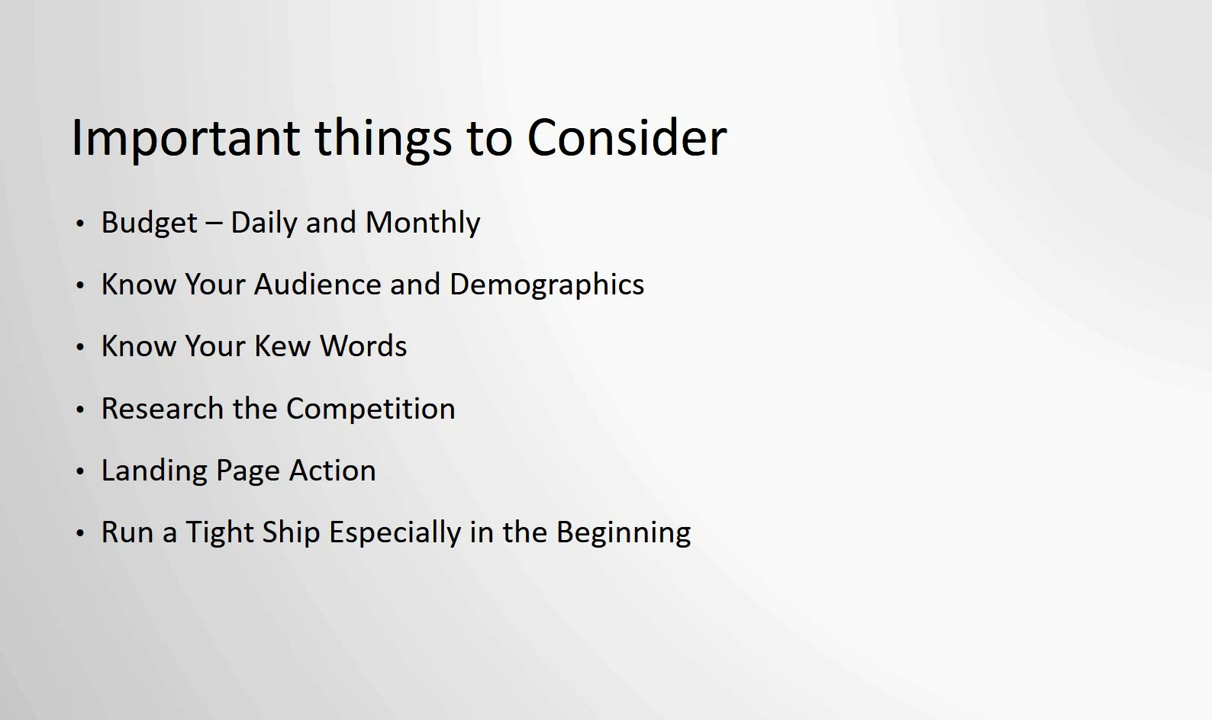 Important things to Consider
• Budget – Daily and Monthly
• Know Your Audience and Demographics
• Know Your Kew Words
• Research the Competition
• Landing Page Action
• Run a Tight Ship Especially in the Beginning